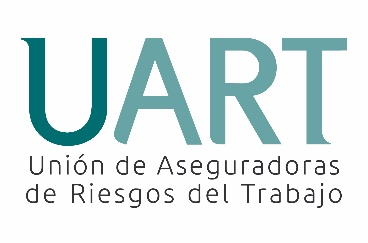 UART
Unión de Aseguradoras
de Riesgos del Trabajo